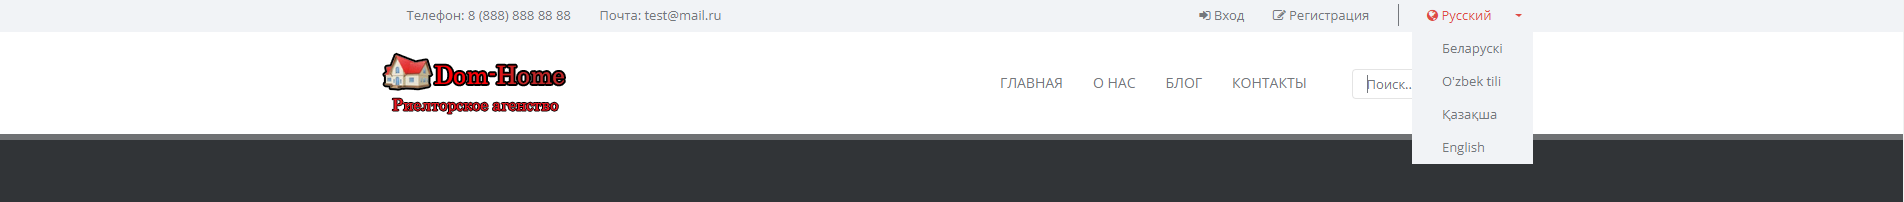 Телефон: 8 (888) 888 88 88 Почта: test@mail.ru Вход Регистрация Русский
Беларускі
O'zbek tili
Қазақша
English
Dom-Home
Риелторское агенство
ГЛАВНАЯ О НАС БЛОГ КОНТАКТЫ Поиск..